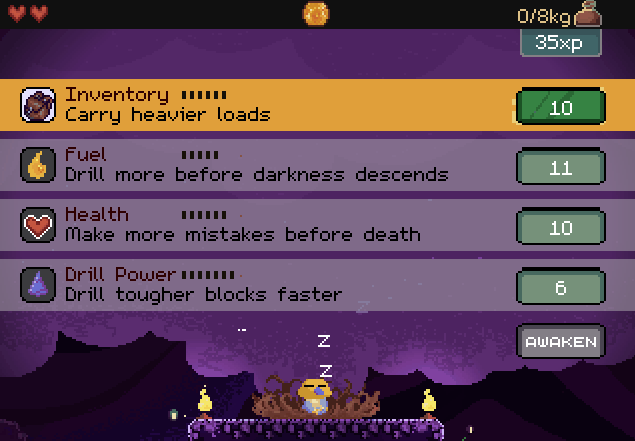 0/8kg
35xp
Inventory
Carry heavier loads
10
Fuel
Drill more before darkness descends
11
Health
Make more mistakes before death
10
Drill Power
Drill tougher blocks faster
6
AWAKEN
Z
Z
Z